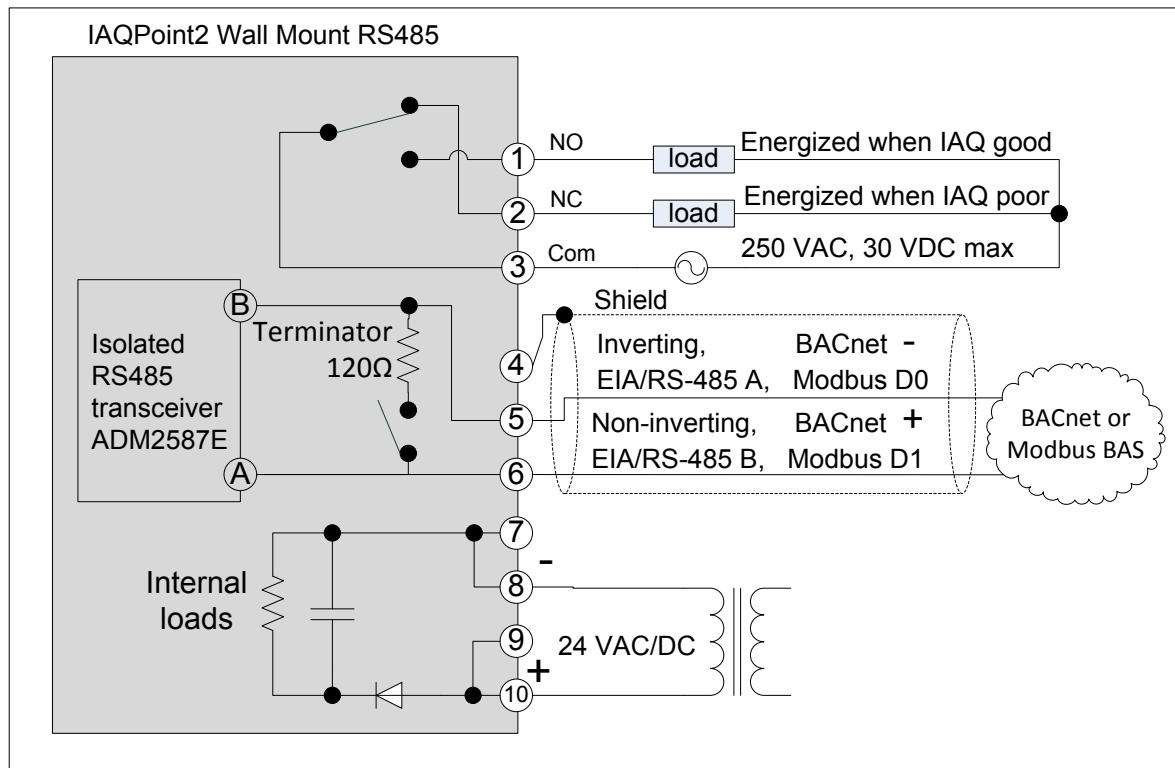 IAQPoint2 Wall Mount RS485
1 NO load Energized when IAQ good
2 NC load Energized when IAQ poor
3 Com 250 VAC, 30 VDC max
B
Isolated
RS485
transceiver
ADM2587E
A
Terminator
120Ω
Shield
4
Inverting, BACnet -
EIA/RS-485 A, Modbus D0
5
Non-inverting, BACnet +
EIA/RS-485 B, Modbus D1
6
BACnet or
Modbus BAS
7
-
8
Internal
loads
9
24 VAC/DC
+
10